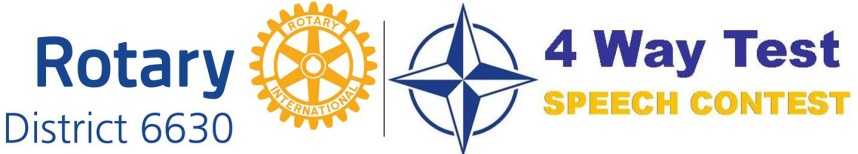 Rotary
District 6630
ROTARY
INTERNATIONAL
4 Way Test
SPEECH CONTEST